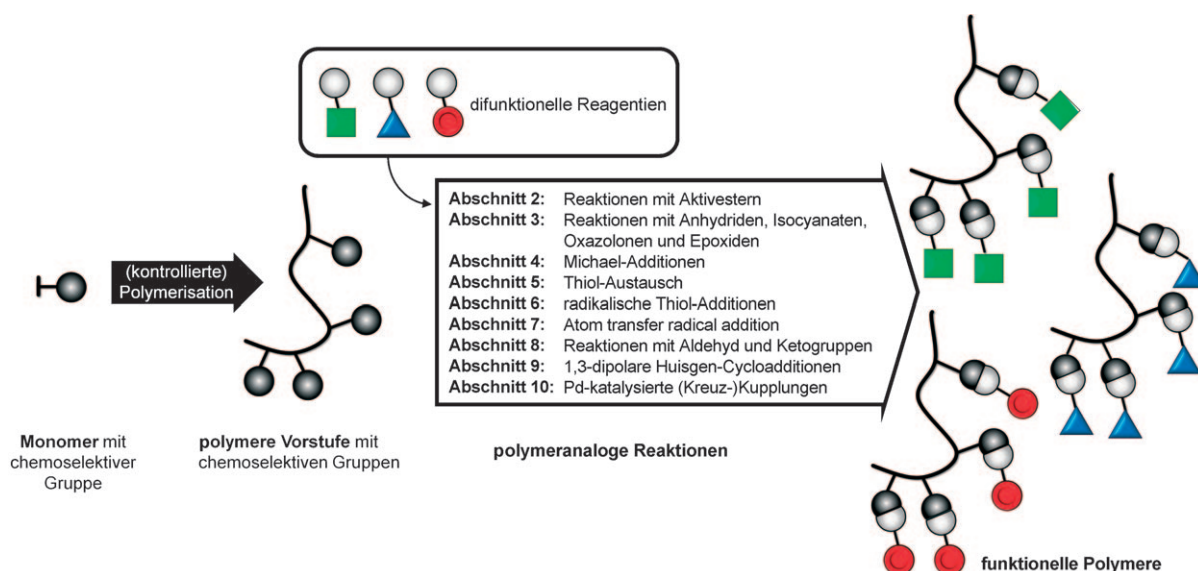 difunktionelle Reagentien
Abschnitt 2: Reaktionen mit Aktivestern
Abschnitt 3: Reaktionen mit Anhydriden, Isocyanaten,
Oxazolonen und Epoxiden
Abschnitt 4: Michael-Additionen
Abschnitt 5: Thiol-Austausch
Abschnitt 6: radikalische Thiol-Additionen
Abschnitt 7: Atom transfer radical addition
Abschnitt 8: Reaktionen mit Aldehyd und Ketogruppen
Abschnitt 9: 1,3-dipolare Huisgen-Cycloadditionen
Abschnitt 10: Pd-katalysierte (Kreuz-)Kupplungen
(kontrollierte)
Polymerisation
Monomer mit
chemoselektiver
Gruppe
polymere Vorstufe mit
chemoselektiven Gruppen
polymeranaloge Reaktionen
funktionelle Polymere